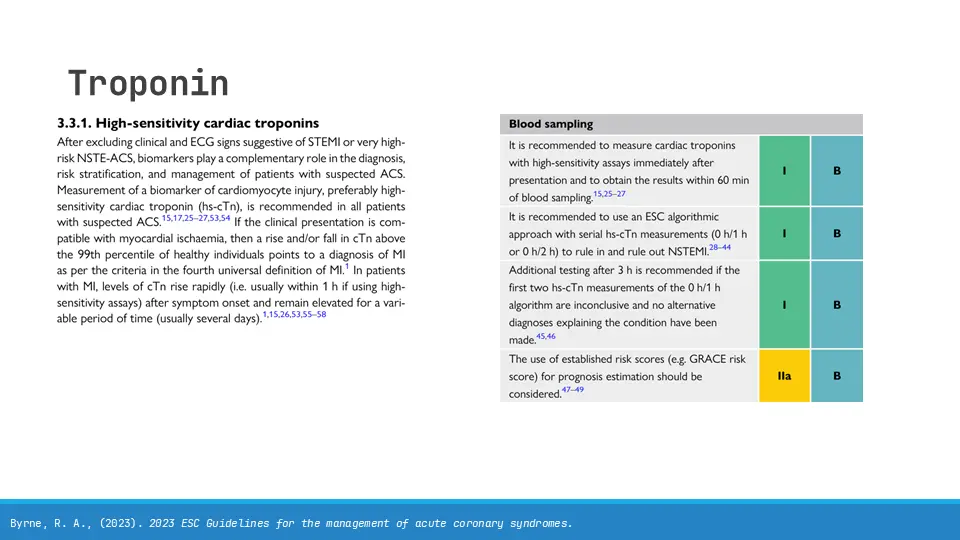 Troponin
3.3.1. High-sensitivity cardiac troponins
After excluding clinical and ECG signs suggestive of STEMI or very high-
risk NSTE-ACS, biomarkers play a complementary role in the diagnosis,
risk stratification, and management of patients with suspected ACS.
Measurement of a biomarker of cardiomyocyte injury, preferably high-
sensitivity cardiac troponin (hs-cTn), is recommended in all patients
with suspected ACS.15,17,25–27,53,54 If the clinical presentation is com-
patible with myocardial ischaemia, then a rise and/or fall in cTn above
the 99th percentile of healthy individuals points to a diagnosis of MI
as per the criteria in the fourth universal definition of MI.1 In patients
with MI, levels of cTn rise rapidly (i.e. usually within 1 h if using high-
sensitivity assays) after symptom onset and remain elevated for a vari-
able period of time (usually several days).1,15,26,53,55–58
Blood sampling
It is recommended to measure cardiac troponins
with high-sensitivity assays immediately after
presentation and to obtain the results within 60 min
of blood sampling.15,25–27
I B
It is recommended to use an ESC algorithmic
approach with serial hs-cTn measurements (0 h/1 h
or 0 h/2 h) to rule in and rule out NSTEMI.28–44
I B
Additional testing after 3 h is recommended if the
first two hs-cTn measurements of the 0 h/1 h
algorithm are inconclusive and no alternative
diagnoses explaining the condition have been
made.45,46
I B
The use of established risk scores (e.g. GRACE risk
score) for prognosis estimation should be
considered.47–49
IIa B
Byrne, R. A., (2023). 2023 ESC Guidelines for the management of acute coronary syndromes.